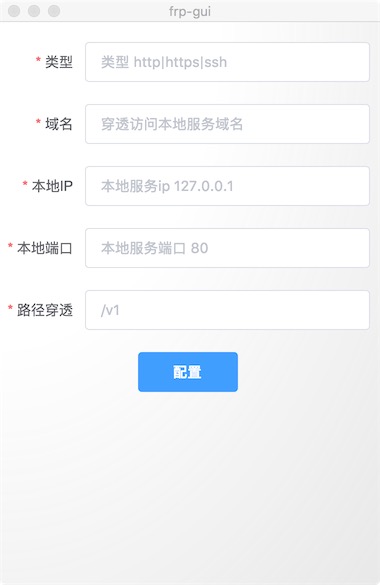 frp-gui
* 类型 类型 http|https|ssh
* 域名 穿透访问本地服务域名
* 本地IP 本地服务ip 127.0.0.1
* 本地端口 本地服务端口 80
* 路径穿透 /v1
配置